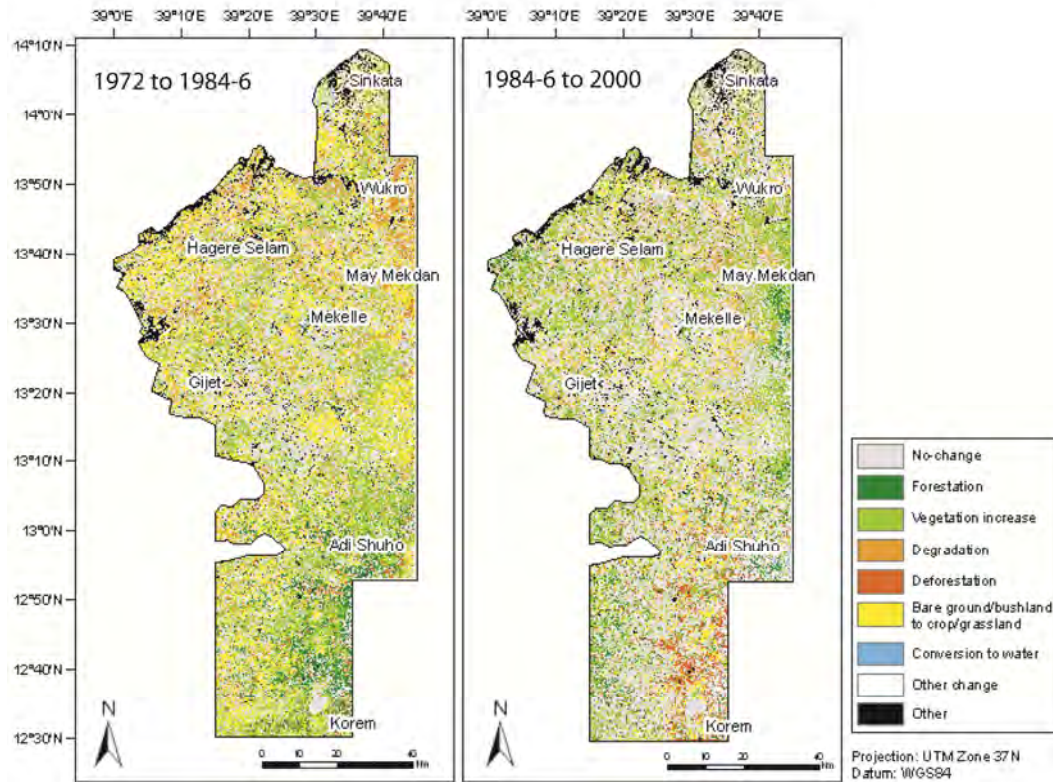 39°0'E 39°10'E 39°20'E 39°30'E 39°40'E
39°0'E 39°10'E 39°20'E 39°30'E 39°40'E
14°10'N
14°0'N
13°50'N
13°40'N
13°30'N
13°20'N
13°10'N
13°0'N
12°50'N
12°40'N
12°30'N
1972 to 1984-6
Sinkata
Wukro
Hagere Selam
May Mekdan
Mekelle
Gijet
Adi Shuho
Korem
N
0 10 20 40
1984-6 to 2000
Sinkata
Wukro
Hagere Selam
May Mekdan
Mekelle
Gijet
Adi Shuho
Korem
N
0 10 20 40
No-change
Forestation
Vegetation increase
Degradation
Deforestation
Bare ground/bushland
to crop/grassland
Conversion to water
Other change
Other
Projection: UTM Zone 37N
Datum: WGS84